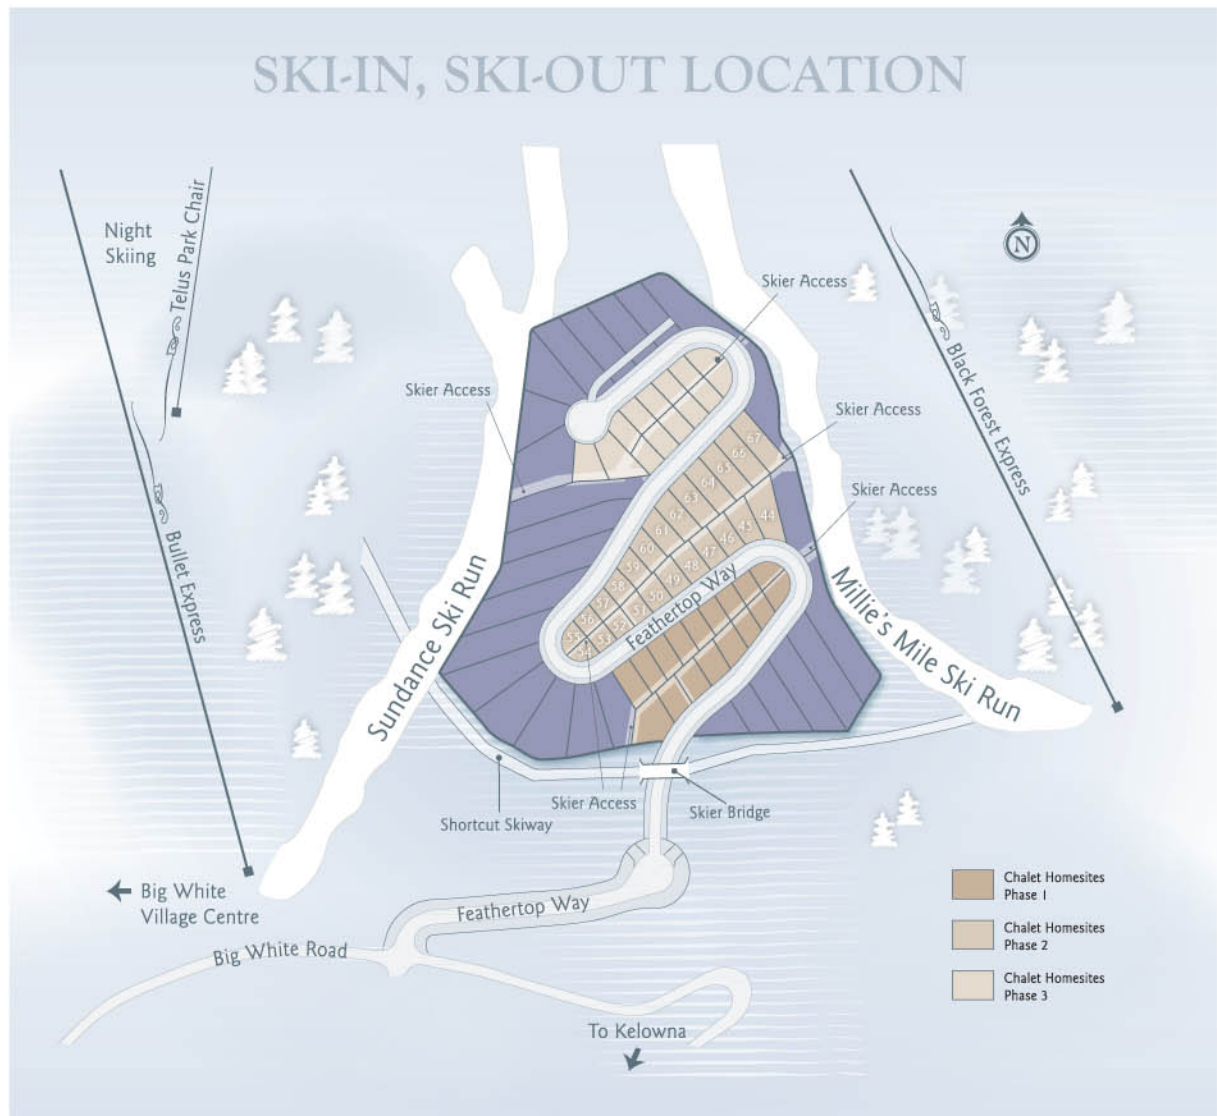 SKI-IN, SKI-OUT LOCATION
Night
Skiing
Telus Park Chair
Bullet Express
N
Skier Access
Skier Access
Skier Access
Skier Access
Black Forest Express
67
66
65
64
63
62
61
60
59
58
57
56
55
54
53
52
51
50
49
48
47
46
45
44
Feathertop Way
Sundance Ski Run
Millie's Mile Ski Run
Skier Access
Skier Bridge
Shortcut Skiway
Big White
Village Centre
Feathertop Way
Big White Road
To Kelowna
Chalet Homesites
Phase 1
Chalet Homesites
Phase 2
Chalet Homesites
Phase 3